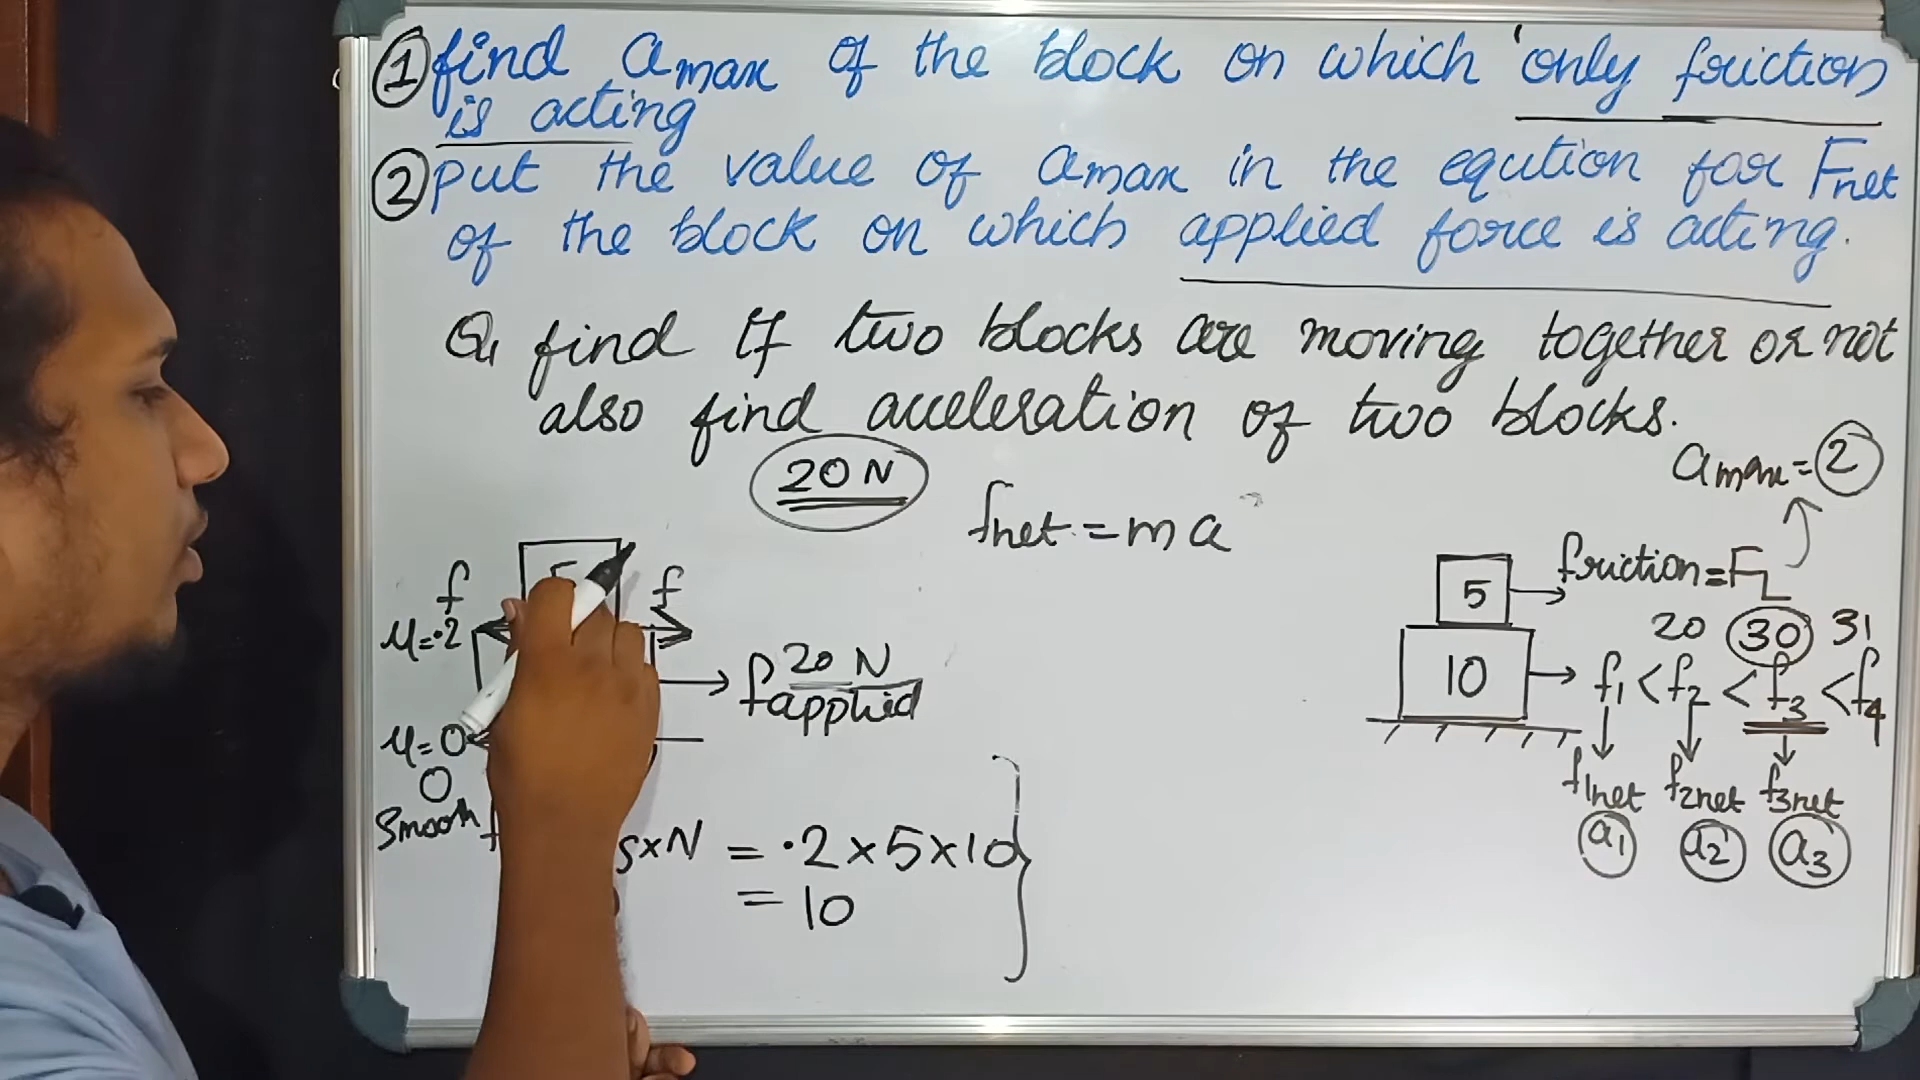 ① find amax of the block on which 'only friction
is acting
② put the value of amax in the eqution for Fnet
of the block on which applied force is acting.
Q, find If two blocks are moving together or not
also find acceleration of two blocks.
20 N
fnet = m a
amax = 2
f
5
f
μ=.2
20 N
fapplied
μ=0
0
Smooth
s×N = .2×5×10
= 10
5
friction = FL
20 30 31
10
f1 < f2 < f3 < f4
f1net f2net f3net
a1 a2 a3